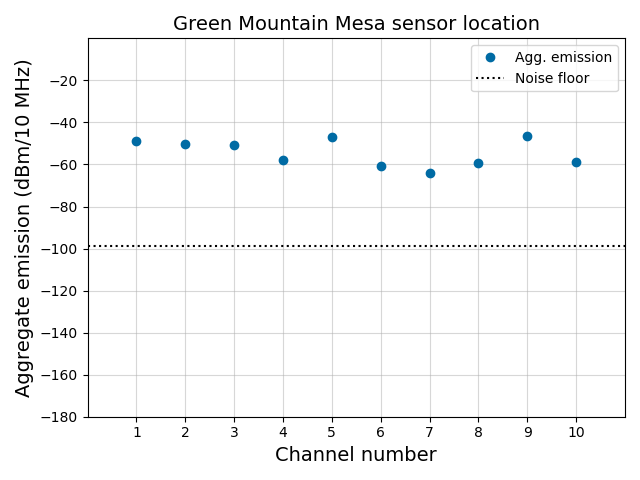 Green Mountain Mesa sensor location
Agg. emission
Noise floor
Aggregate emission (dBm/10 MHz)
−20
−40
−60
−80
−100
−120
−140
−160
−180
1 2 3 4 5 6 7 8 9 10
Channel number